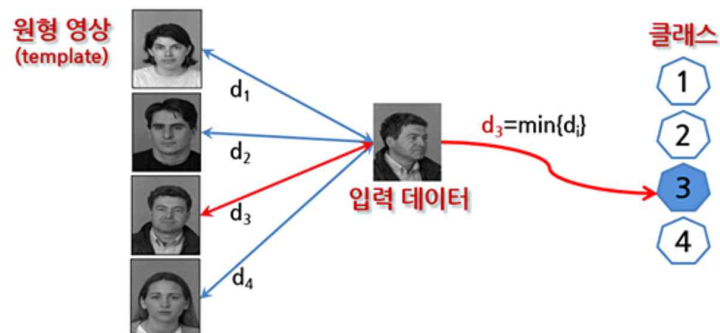 원형 영상
(template)
d₁
d₂
d₃
d₄
입력 데이터
d₃=min{dᵢ}
클래스
1
2
3
4